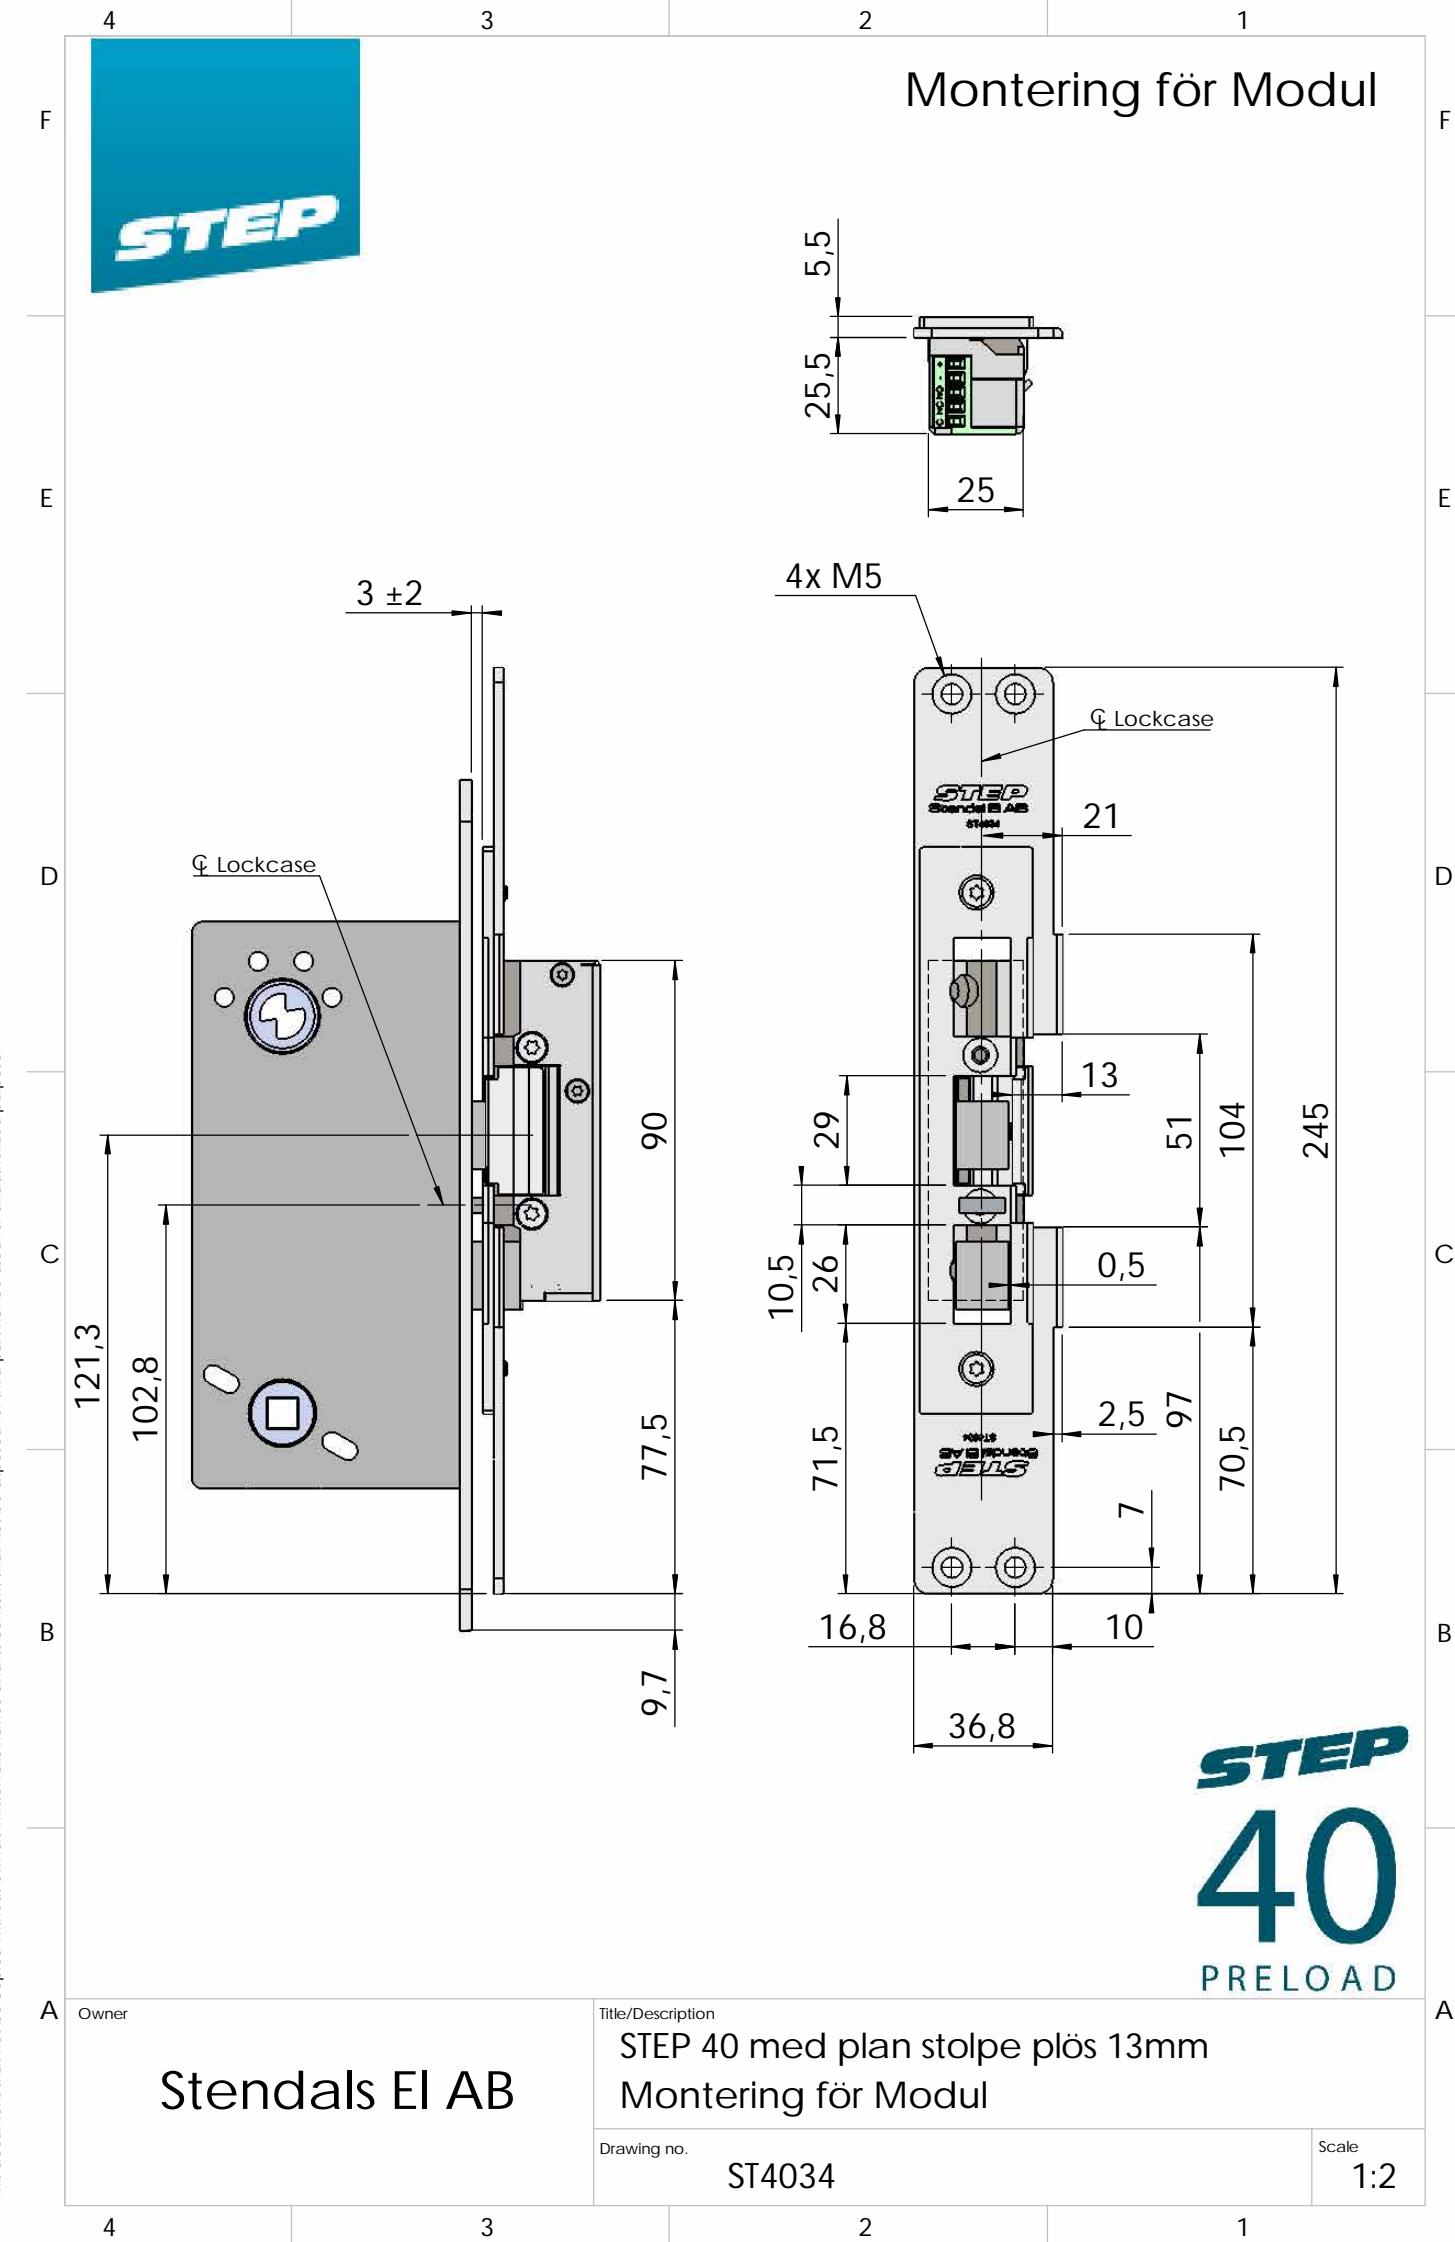 4 3 2 1
Montering för Modul
F F
STEP
5,5
25,5
C NC NO - +
25
E E
4x M5
3 ±2
℄ Lockcase
STEP
Stendal El AB
ST4034
21
D D
℄ Lockcase
13
90
29
51
104
245
C C
10,5
26
0,5
121,3
102,8
77,5
71,5
2,5
97
70,5
ST4034
Stendal El AB
STEP
7
B B
16,8
10
9,7
36,8
STEP
40
PRELOAD
A A
Owner
Stendals El AB
Title/Description
STEP 40 med plan stolpe plös 13mm
Montering för Modul
Drawing no.
ST4034
Scale
1:2
4 3 2 1